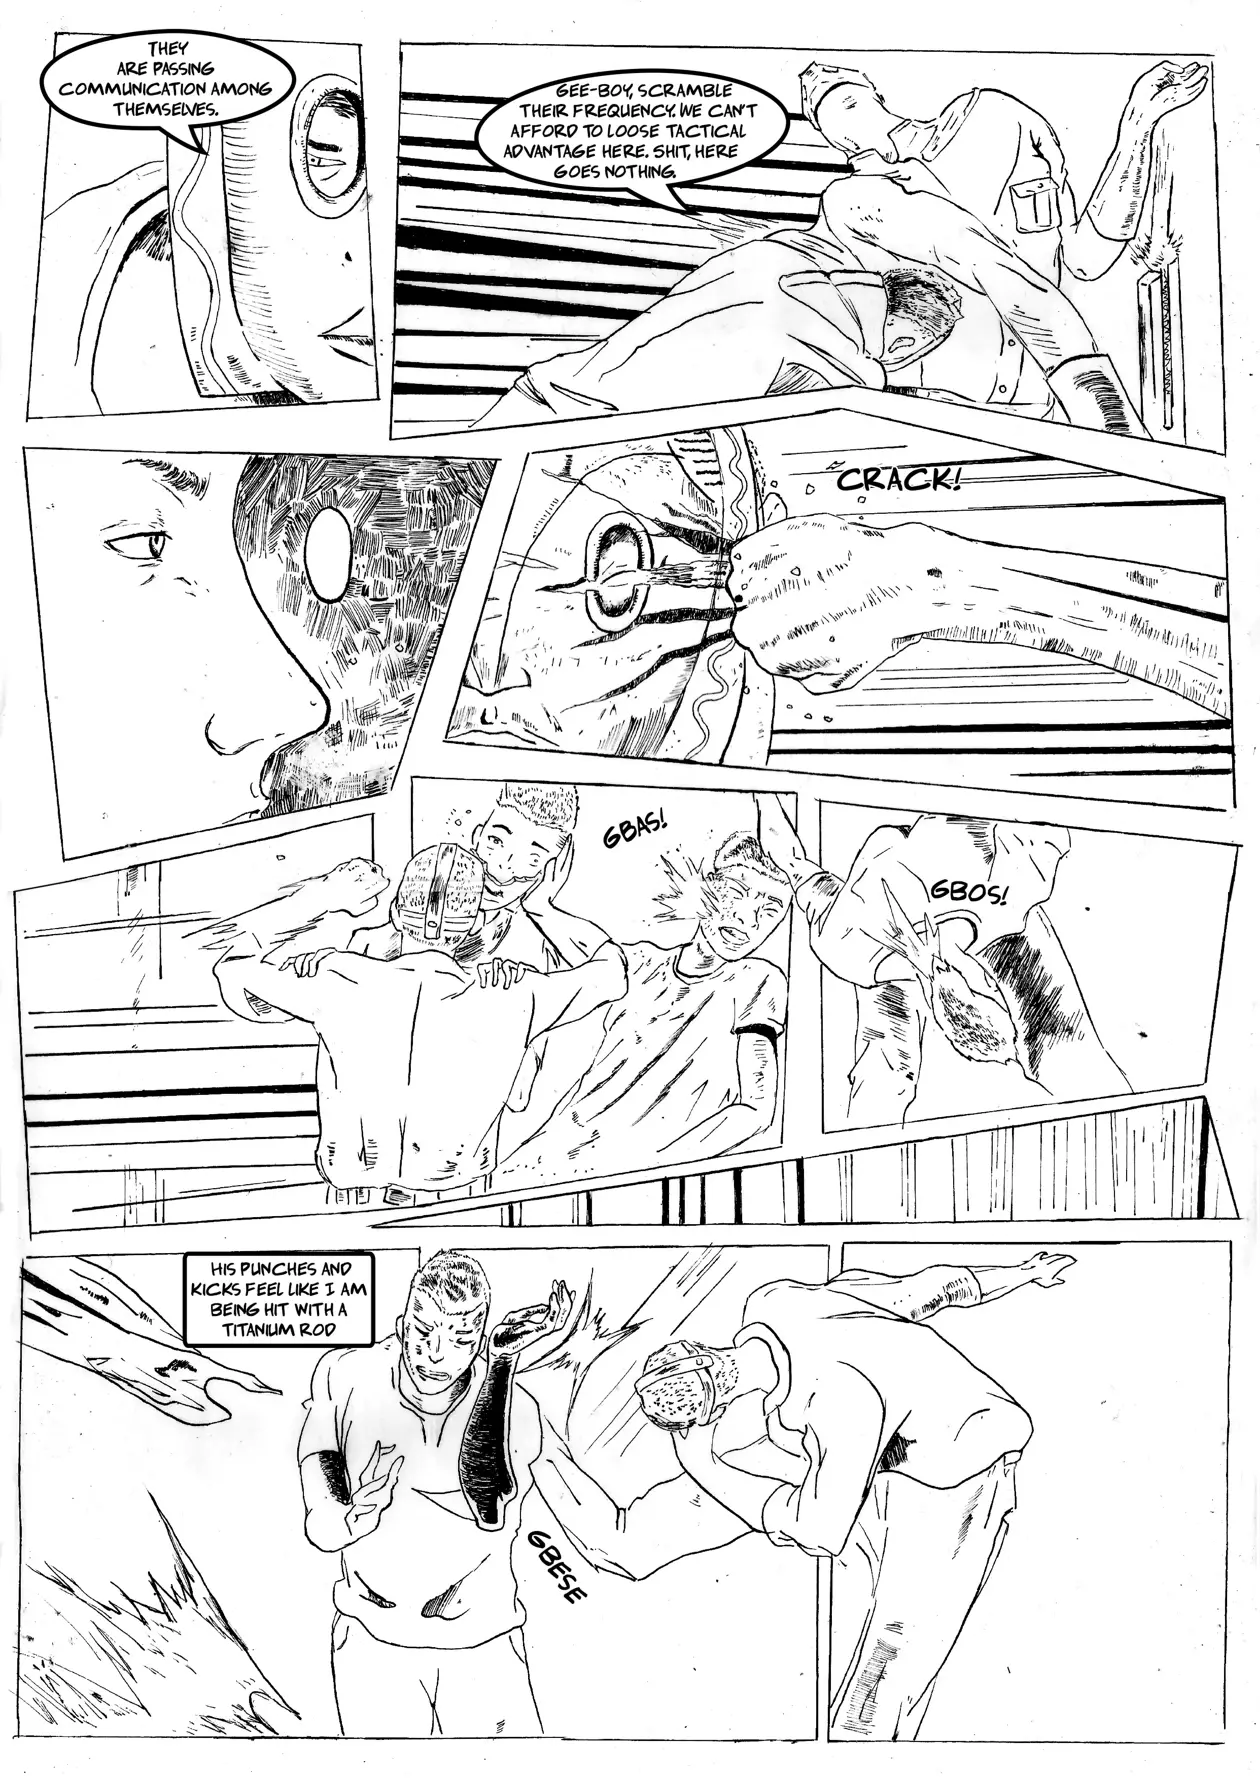 THEY
ARE PASSING
COMMUNICATION AMONG
THEMSELVES.
GEE-BOY, SCRAMBLE
THEIR FREQUENCY. WE CAN'T
AFFORD TO LOOSE TACTICAL
ADVANTAGE HERE. SHIT, HERE
GOES NOTHING.
CRACK!
GBAS!
GBOS!
HIS PUNCHES AND
KICKS FEEL LIKE I AM
BEING HIT WITH A
TITANIUM ROD
GBESE